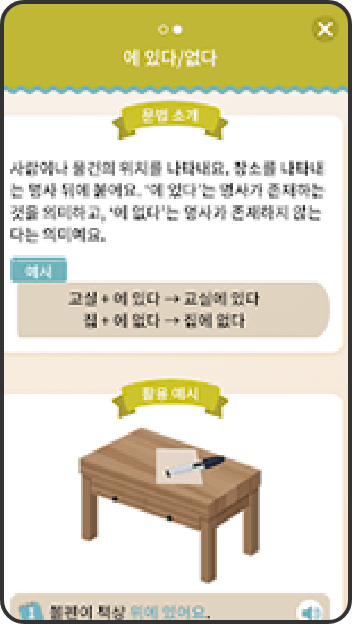 에 있다/없다
문법 소개
사람이나 물건의 위치를 나타내요. 장소를 나타내
는 명사 뒤에 붙여요. ‘에 있다’는 명사가 존재하는
것을 의미하고, ‘에 없다’는 명사가 존재하지 않는
다는 의미예요.
예시
교실 + 에 있다 → 교실에 있다
집 + 에 없다 → 집에 없다
활용 예시
1 볼펜이 책상 위에 있어요.